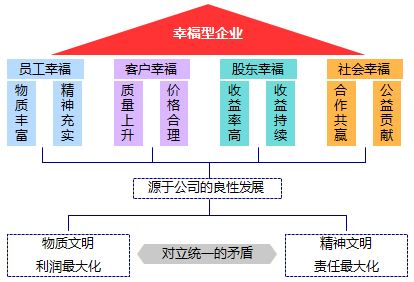 幸福型企业
员工幸福 客户幸福 股东幸福 社会幸福
物质丰富
精神充实
质量上升
价格合理
收益率高
收益持续
合作共赢
公益贡献
源于公司的良性发展
物质文明
利润最大化
对立统一的矛盾
精神文明
责任最大化